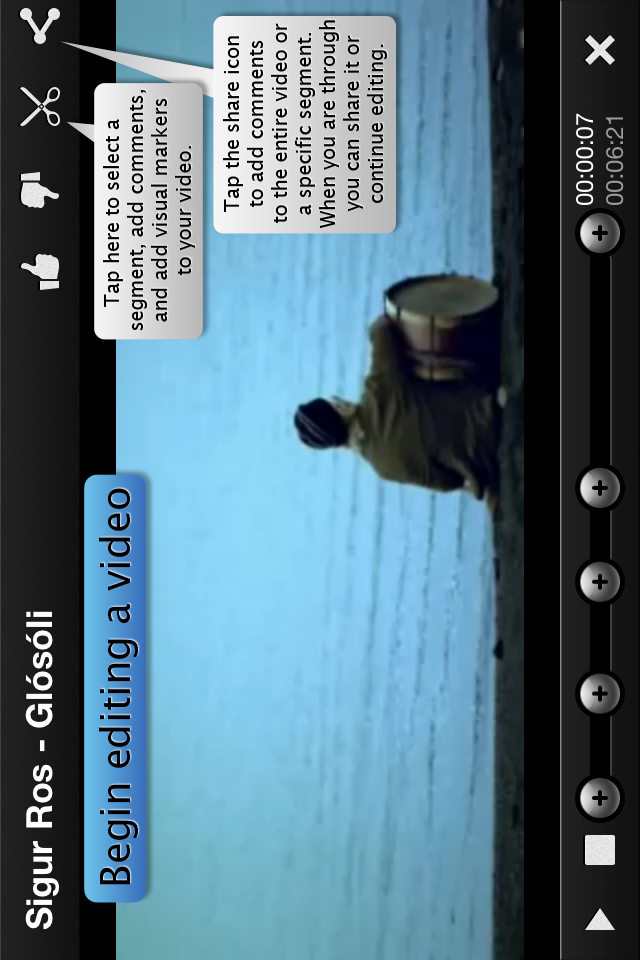 Sigur Ros - Glósóli
Begin editing a video
Tap here to select a
segment, add comments,
and add visual markers
to your video.
Tap the share icon
to add comments
to the entire video or
a specific segment.
When you are through
you can share it or
continue editing.
00:00:07
00:06:21